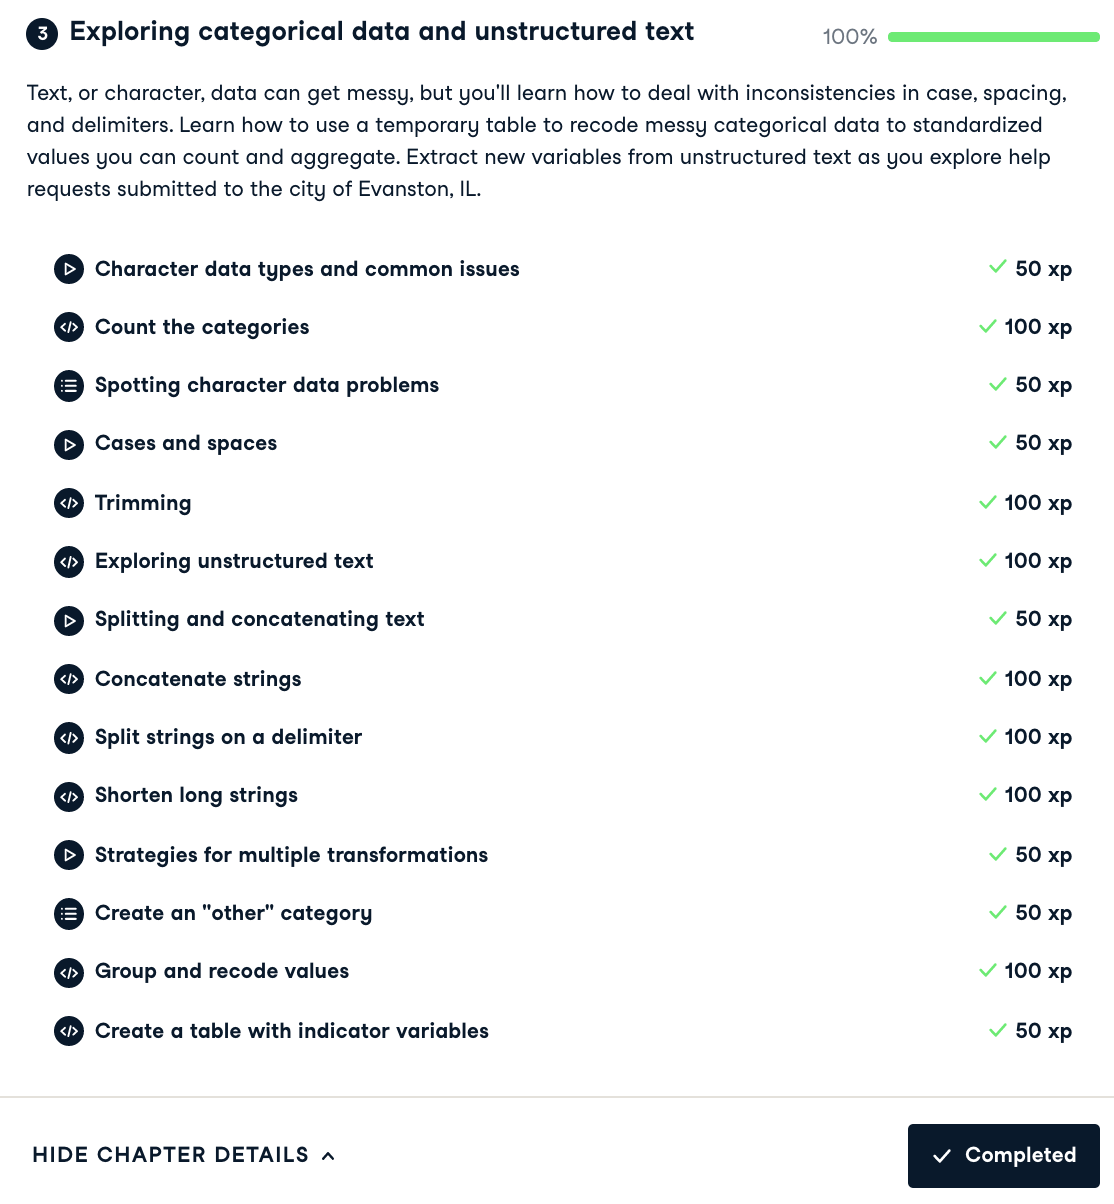 3 Exploring categorical data and unstructured text 100%
Text, or character, data can get messy, but you'll learn how to deal with inconsistencies in case, spacing,
and delimiters. Learn how to use a temporary table to recode messy categorical data to standardized
values you can count and aggregate. Extract new variables from unstructured text as you explore help
requests submitted to the city of Evanston, IL.
Character data types and common issues 50 xp
Count the categories 100 xp
Spotting character data problems 50 xp
Cases and spaces 50 xp
Trimming 100 xp
Exploring unstructured text 100 xp
Splitting and concatenating text 50 xp
Concatenate strings 100 xp
Split strings on a delimiter 100 xp
Shorten long strings 100 xp
Strategies for multiple transformations 50 xp
Create an "other" category 50 xp
Group and recode values 100 xp
Create a table with indicator variables 50 xp
HIDE CHAPTER DETAILS Completed